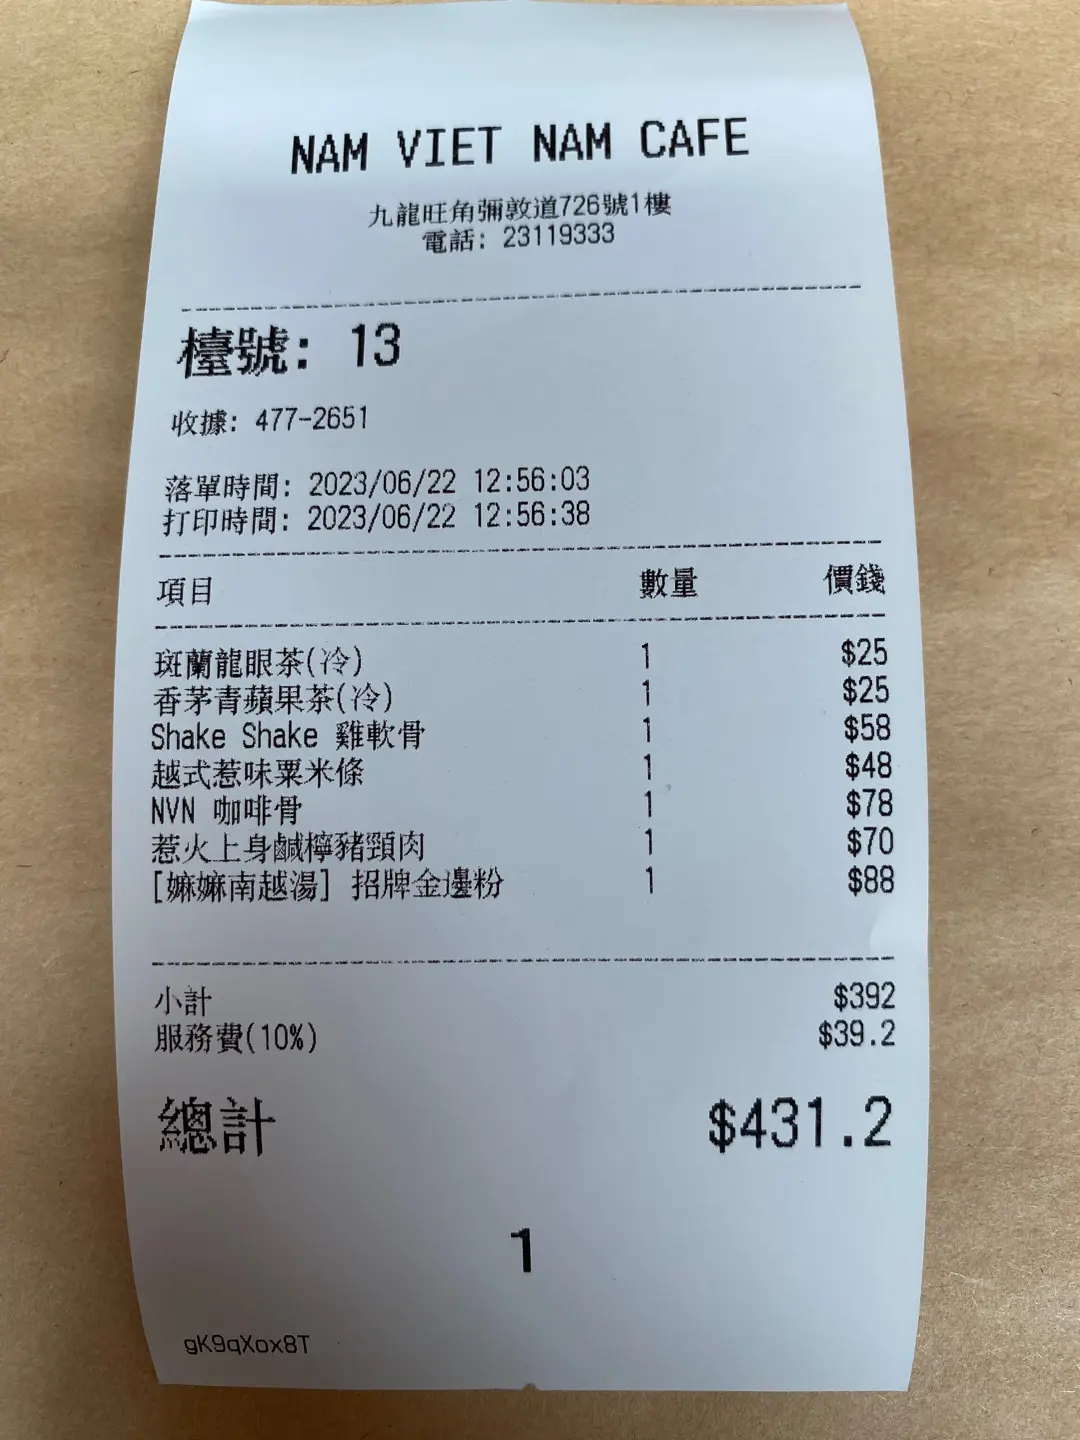 NAM VIET NAM CAFE
九龍旺角彌敦道726號1樓
電話: 23119333
檯號: 13
收據: 477-2651
落單時間: 2023/06/22 12:56:03
打印時間: 2023/06/22 12:56:38
項目 數量 價錢
斑蘭龍眼茶(冷) 1 $25
香茅青蘋果茶(冷) 1 $25
Shake Shake 雞軟骨 1 $58
越式惹味粟米條 1 $48
NVN 咖啡骨 1 $78
惹火上身鹹檸豬頸肉 1 $70
[嫲嫲南越湯] 招牌金邊粉 1 $88
小計 $392
服務費(10%) $39.2
總計 $431.2
1
gK9qXox8T